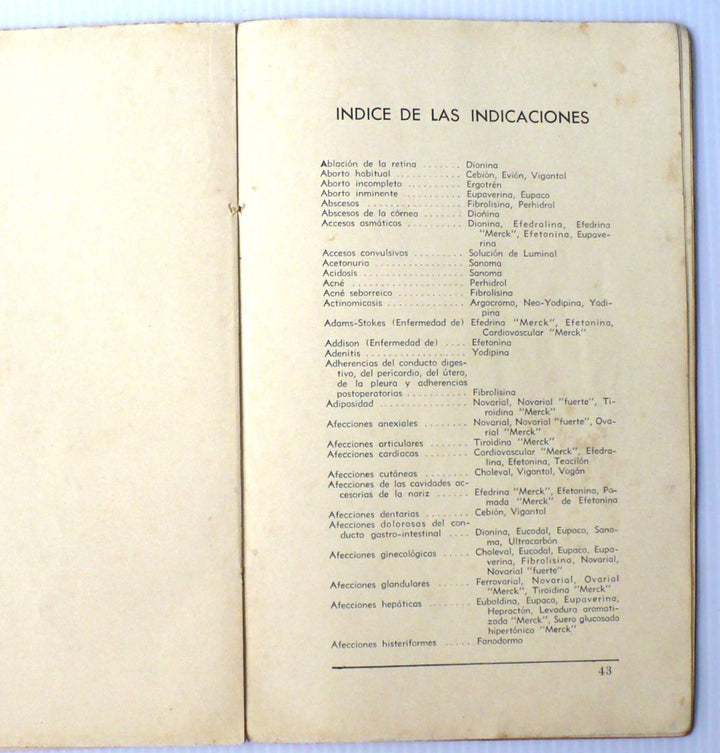 INDICE DE LAS INDICACIONES
Ablación de la retina ....... Dionina
Aborto habitual ............ Cebión, Evión, Vigantol
Aborto incompleto .......... Ergotrén
Aborto inminente ........... Eupaverina, Eupaco
Abscesos ................. Fibrolisina, Perhidrol
Abscesos de la córnea ....... Dionina
Accesos asmáticos .......... Dionina, Efedralina, Efedrina
"Merck", Efetonina, Eupave-
rina
Accesos convulsivos ......... Solución de Luminal
Acetonuria ................ Sanoma
Acidosis .................. Sanoma
Acné .................... Perhidrol
Acné seborreico ............ Fibrolisina
Actinomicosis .............. Argocromo, Neo-Yodipina, Yodi-
pina
Adams-Stokes (Enfermedad de) Efedrina "Merck", Efetonina,
Cardiovascular "Merck"
Addison (Enfermedad de) .... Efetonina
Adenitis .................. Yodipina
Adherencias del conducto diges-
tivo, del pericardio, del útero,
de la pleura y adherencias
postoperatorias ........... Fibrolisina
Adiposidad ................ Novarial, Novarial "fuerte", Ti-
roidina "Merck"
Afecciones anexiales ........ Novarial, Novarial "fuerte", Ova-
rial "Merck"
Afecciones articulares ....... Tiroidina "Merck"
Afecciones cardíacas ........ Cardiovascular "Merck", Efedra-
lina, Efetonina, Teacilón
Afecciones cutáneas ........ Choleval, Vigantol, Vogán
Afecciones de las cavidades ac-
cesorias de la nariz ...... Efedrina "Merck", Efetonina, Po-
mada "Merck" de Efetonina
Afecciones dentarias ........ Cebión, Vigantol
Afecciones dolorosas del con-
ducto gastro-intestinal .... Dionina, Eucodal, Eupaco, Sano-
ma, Ultracarbón
Afecciones ginecológicas ..... Choleval, Eucodal, Eupaco, Eupa-
verina, Fibrolisina, Novarial,
Novarial "fuerte"
Afecciones glandulares ...... Ferrovarial, Novarial, Ovarial
"Merck", Tiroidina "Merck"
Afecciones hepáticas ........ Euboldina, Eupaco, Eupaverina,
Hepractón, Levadura aromati-
zada "Merck", Suero glucosado
hipertónico "Merck"
Afecciones histeriformes ..... Fanodormo
43